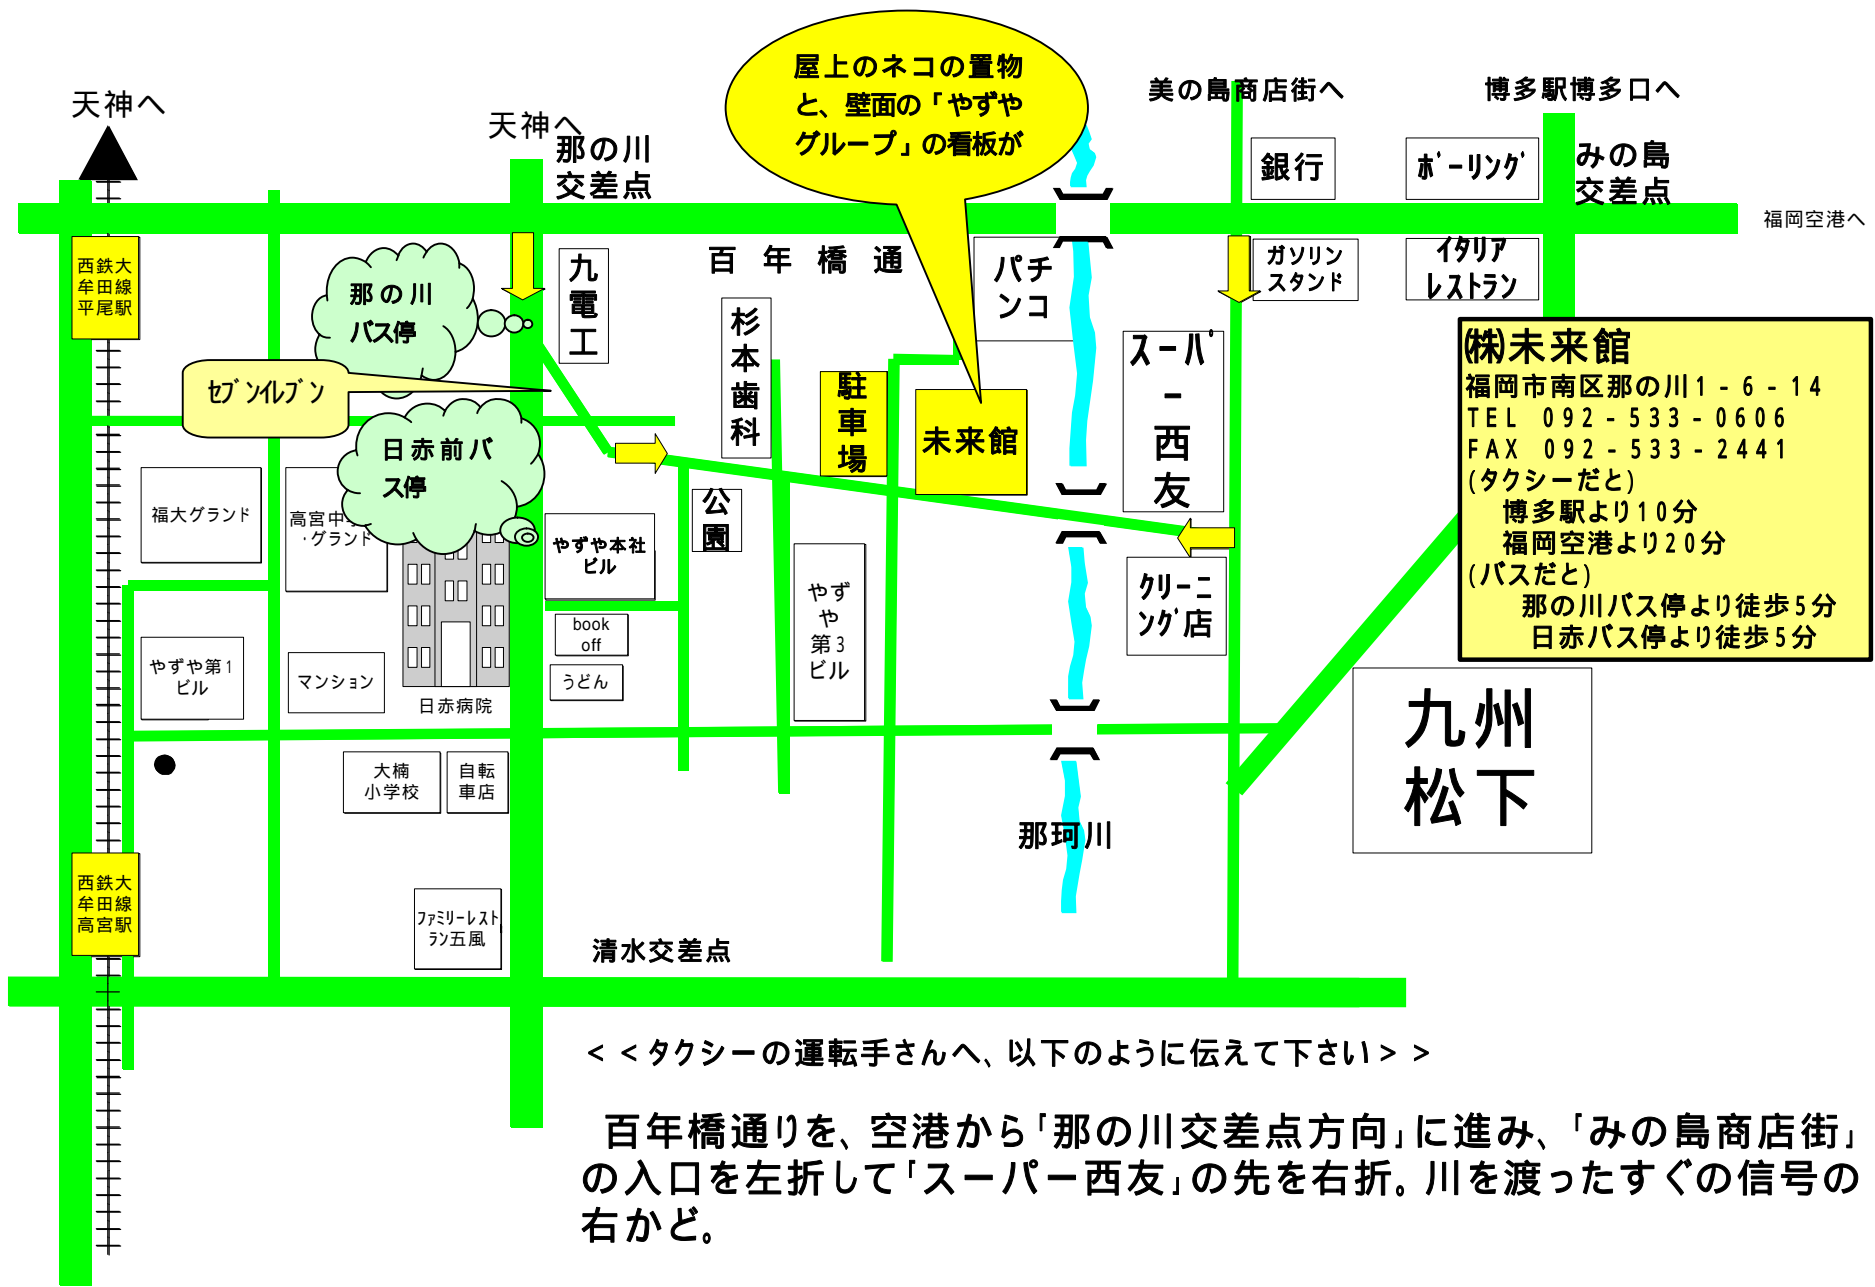 屋上のネコの置物
と、壁面の「やずや
グループ」の看板が
天神へ
天神へ
那の川
交差点
美の島商店街へ
博多駅博多口へ
銀行
ボーリング
みの島
交差点
福岡空港へ
西鉄大
牟田線
平尾駅
那の川
バス停
九電工
百年橋通
パチ
ンコ
ガソリン
スタンド
イタリア
レストラン
杉本歯科
駐車場
未来館
スーパー西友
セブンイレブン
日赤前バ
ス停
㈱未来館
福岡市南区那の川1-6-14
TEL 092-533-0606
FAX 092-533-2441
(タクシーだと)
博多駅より10分
福岡空港より20分
(バスだと)
那の川バス停より徒歩5分
日赤バス停より徒歩5分
福大グランド
高宮中
・グランド
やずや本社
ビル
公園
やず
や
第3
ビル
クリーニ
ング店
book
off
うどん
やずや第1
ビル
マンション
日赤病院
九州
松下
大楠
小学校
自転
車店
那珂川
西鉄大
牟田線
高宮駅
ファミリーレスト
ラン五風
清水交差点
<<タクシーの運転手さんへ、以下のように伝えて下さい>>
百年橋通りを、空港から「那の川交差点方向」に進み、「みの島商店街」
の入口を左折して「スーパー西友」の先を右折。川を渡ったすぐの信号の
右かど。